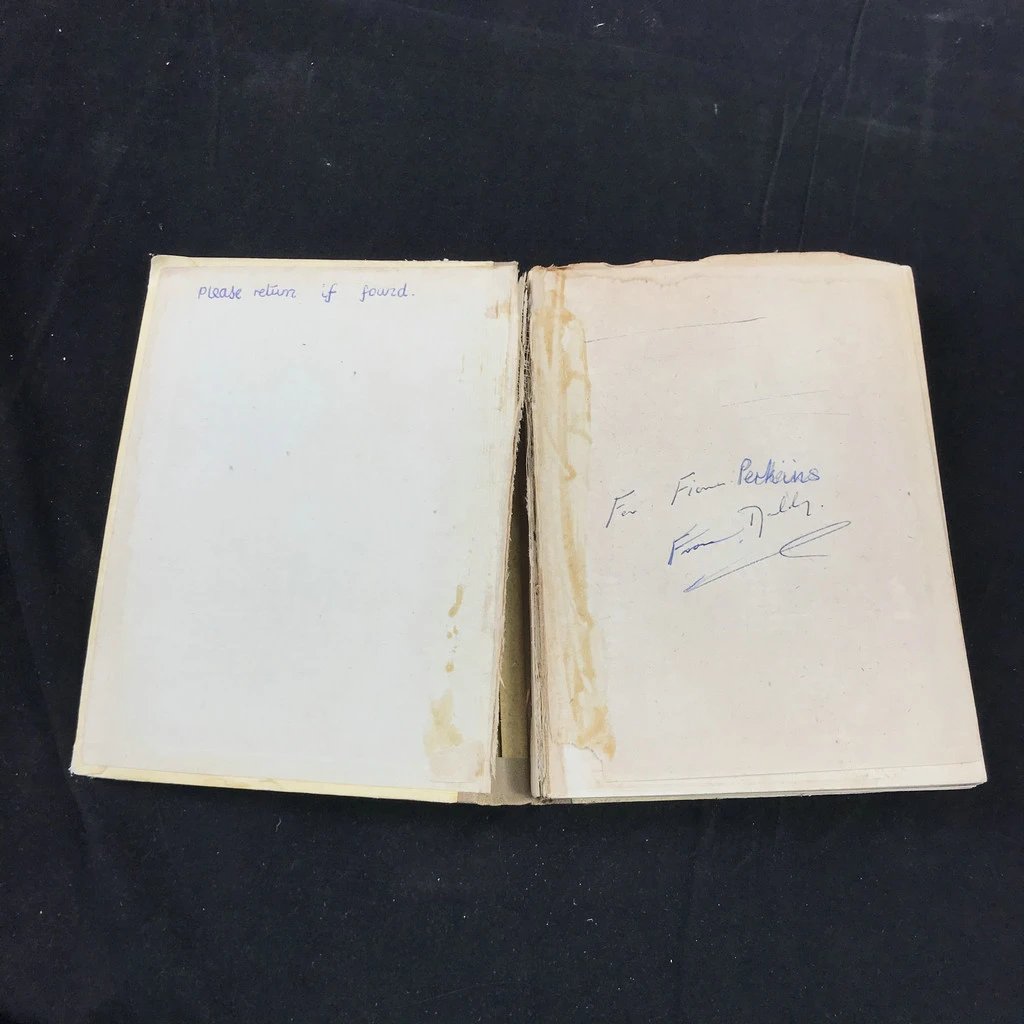 Please return if found.
For Fiona Perkins
From Daddy.